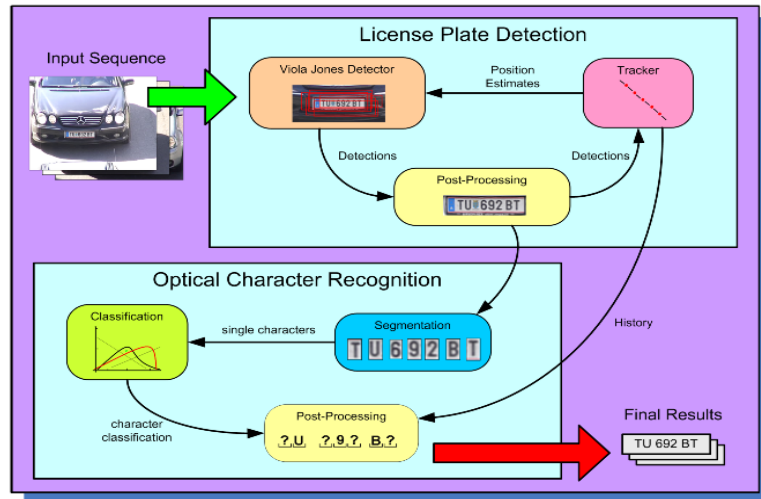 License Plate Detection
Input Sequence
Viola Jones Detector
TU 692 BT
Position
Estimates
Tracker
Detections
Detections
Post-Processing
TU 692 BT
Optical Character Recognition
Classification
single characters
Segmentation
T U 6 9 2 B T
History
character
classification
Post-Processing
?,U ?,9,? B,?
Final Results
TU 692 BT